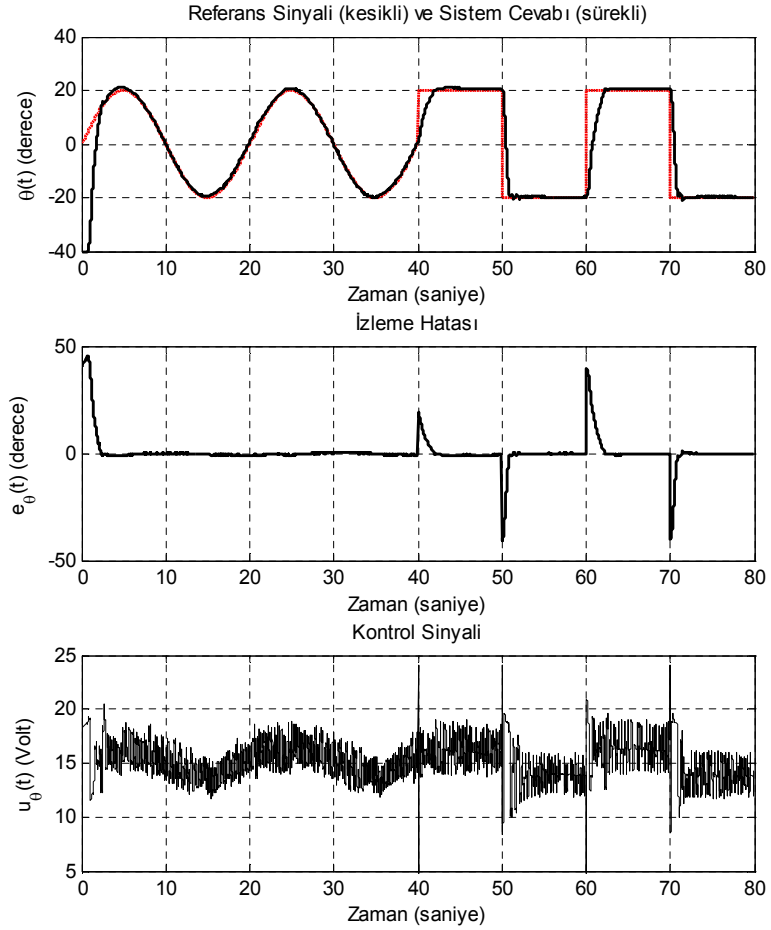 Referans Sinyali (kesikli) ve Sistem Cevabı (sürekli)
40
20
0
-20
-40
θ(t) (derece)
0 10 20 30 40 50 60 70 80
Zaman (saniye)
İzleme Hatası
50
0
-50
eθ(t) (derece)
0 10 20 30 40 50 60 70 80
Zaman (saniye)
Kontrol Sinyali
25
20
15
10
5
uθ(t) (Volt)
0 10 20 30 40 50 60 70 80
Zaman (saniye)